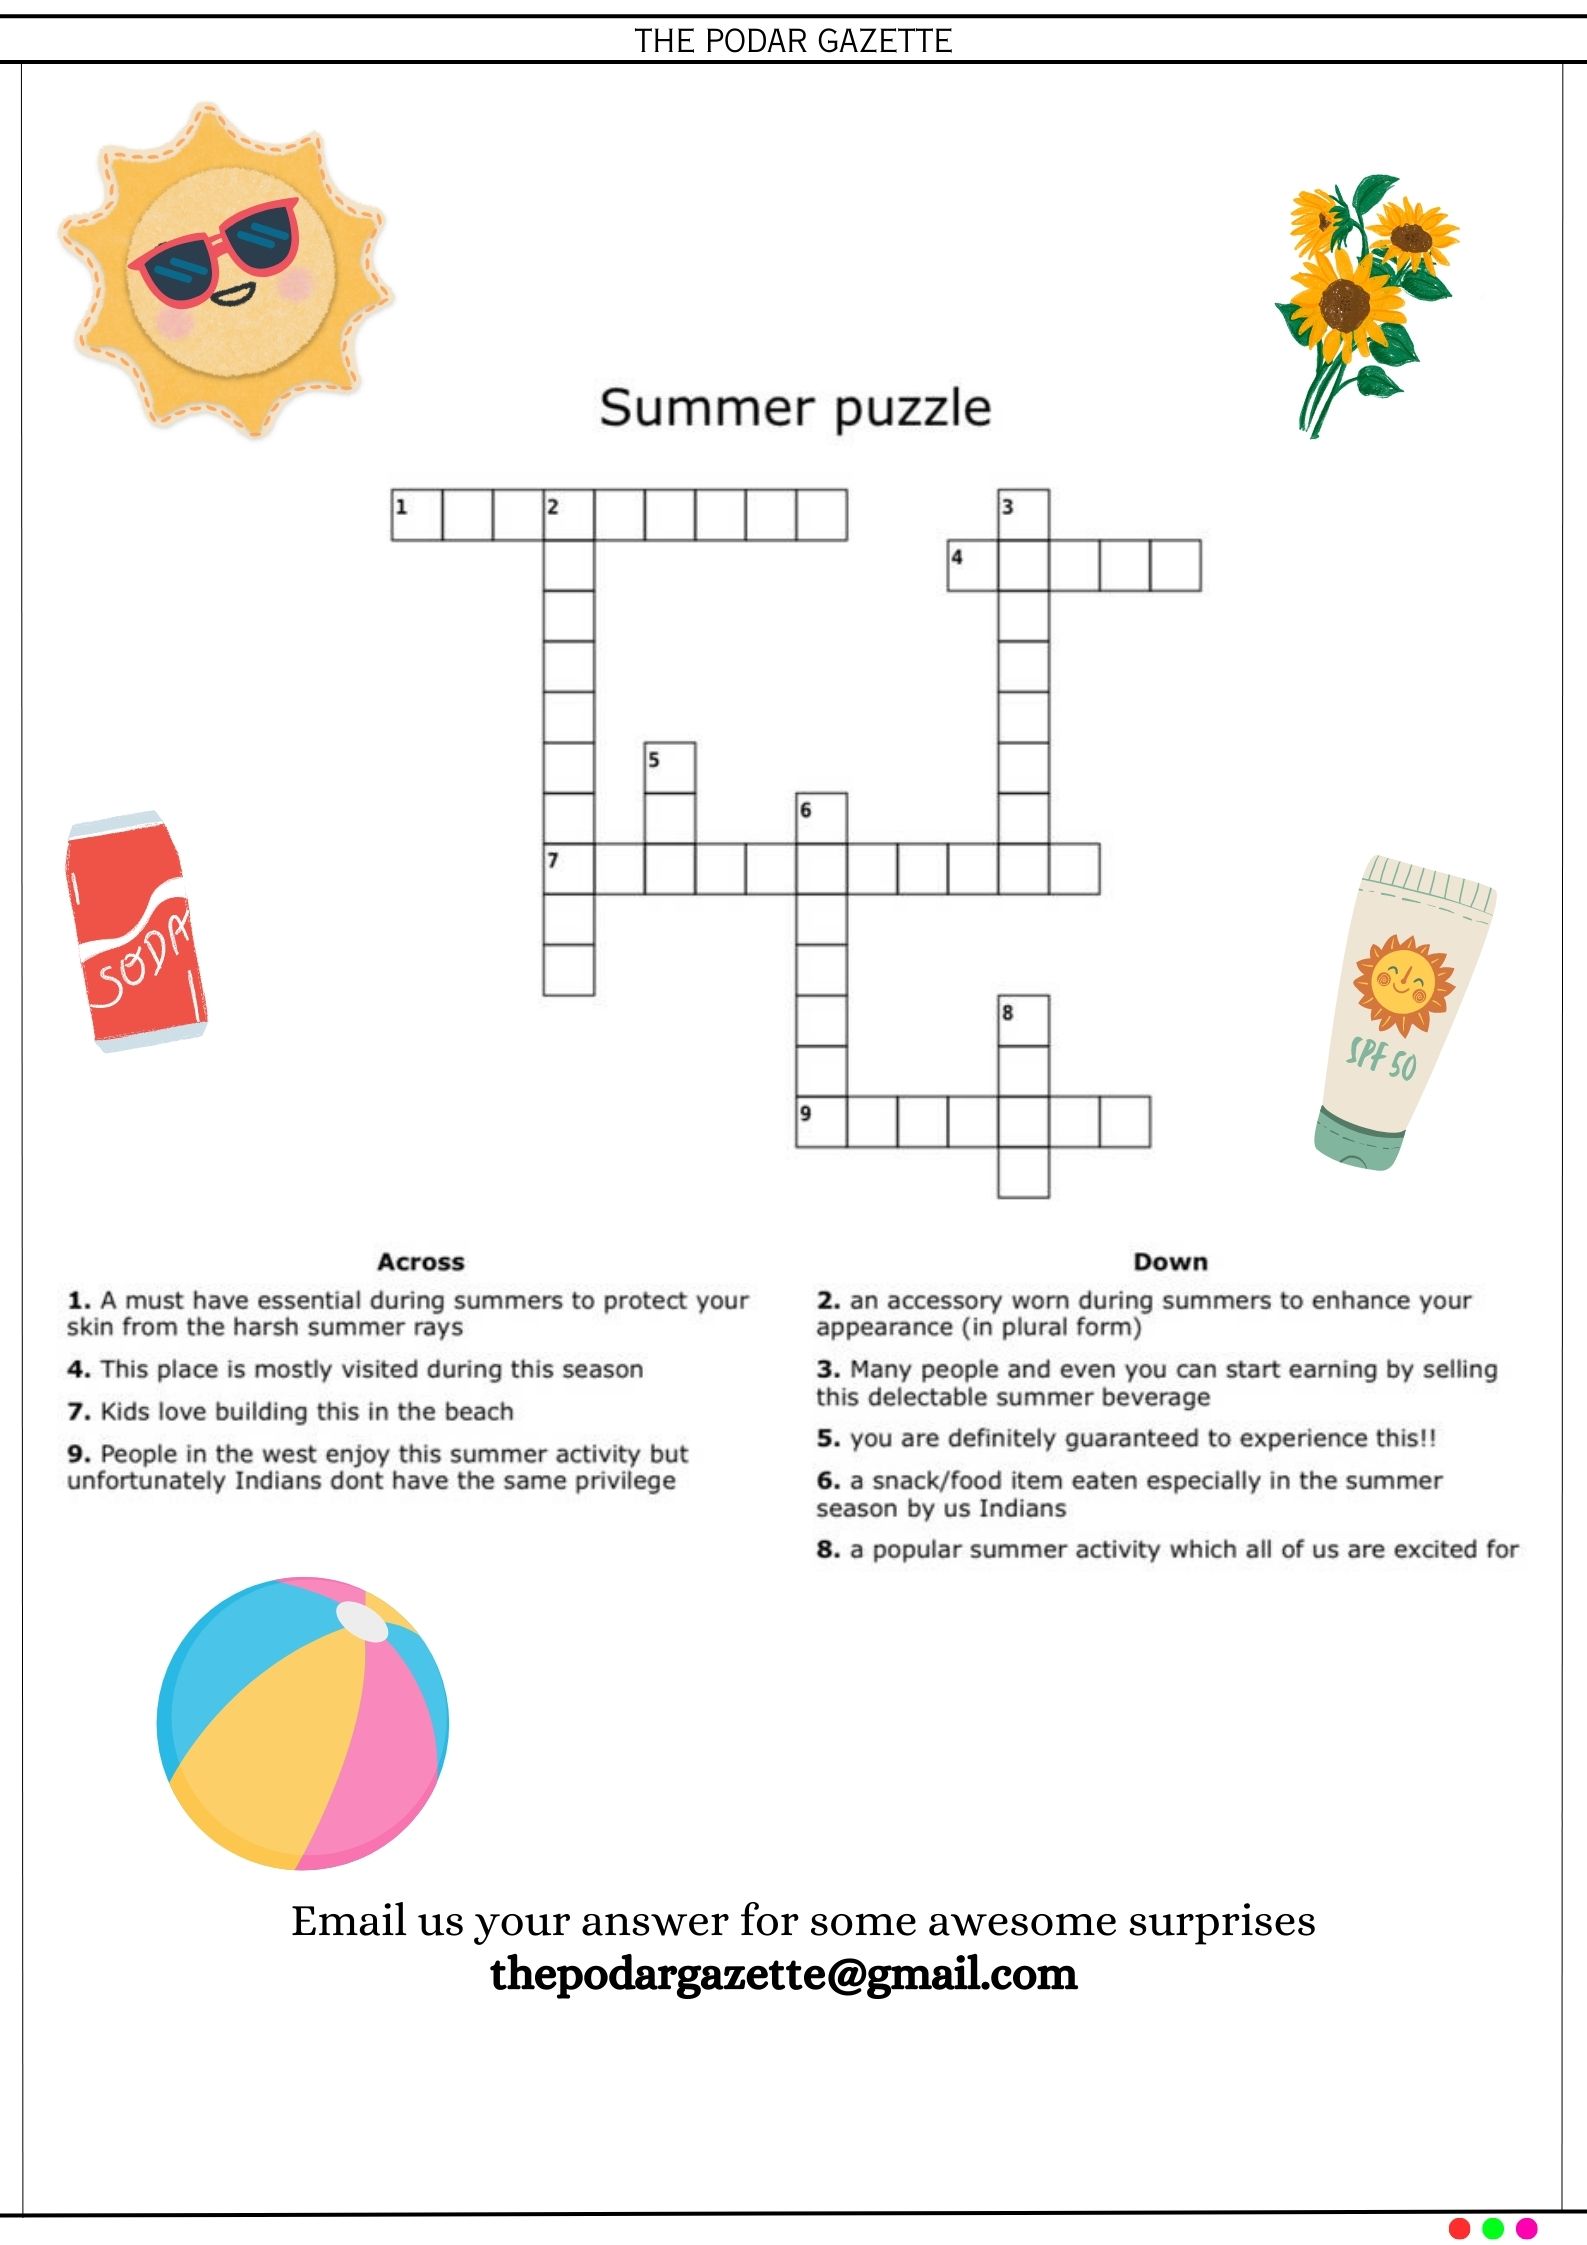 THE PODAR GAZETTE
Summer puzzle
1
2
3
4
5
6
7
8
9
SODA
SPF 50
Across
1. A must have essential during summers to protect your
skin from the harsh summer rays
4. This place is mostly visited during this season
7. Kids love building this in the beach
9. People in the west enjoy this summer activity but
unfortunately Indians dont have the same privilege
Down
2. an accessory worn during summers to enhance your
appearance (in plural form)
3. Many people and even you can start earning by selling
this delectable summer beverage
5. you are definitely guaranteed to experience this!!
6. a snack/food item eaten especially in the summer
season by us Indians
8. a popular summer activity which all of us are excited for
Email us your answer for some awesome surprises
thepodargazette@gmail.com